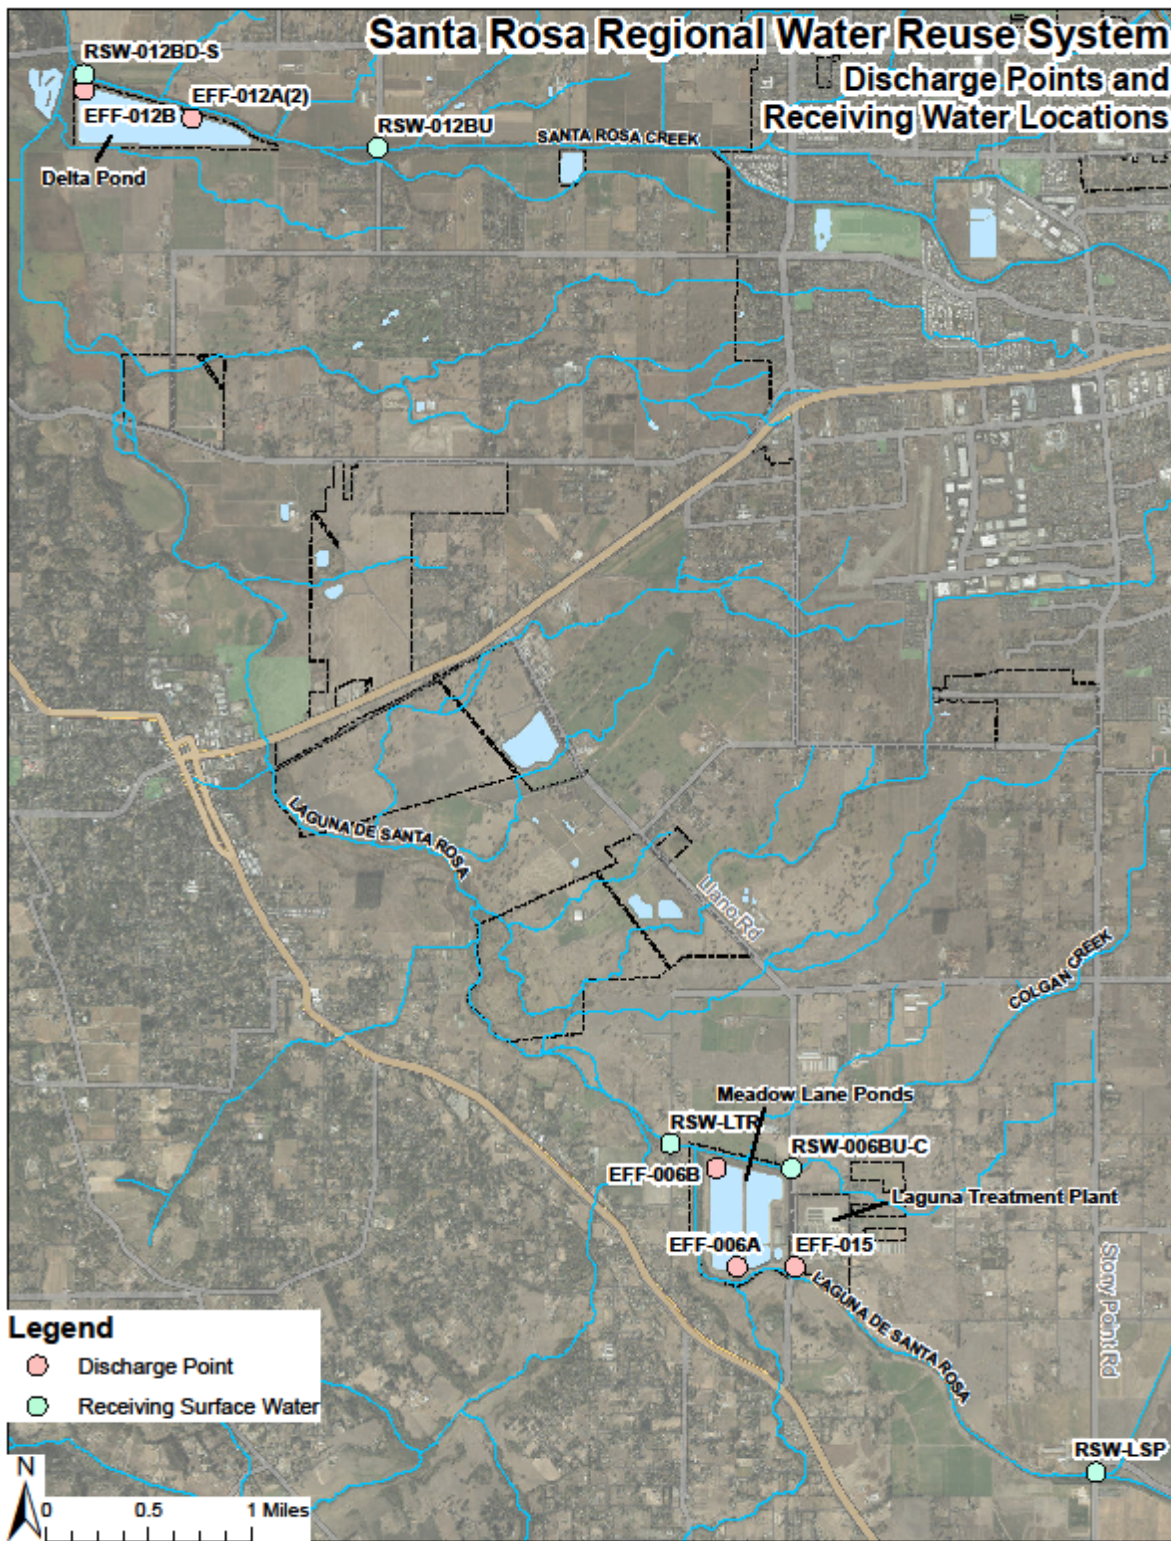 Santa Rosa Regional Water Reuse System
Discharge Points and
Receiving Water Locations
RSW-012BD-S
EFF-012A(2)
EFF-012B
RSW-012BU
SANTA ROSA CREEK
Delta Pond
LAGUNA DE SANTA ROSA
Llano Rd
COLGAN CREEK
Meadow Lane Ponds
RSW-LTR
RSW-006BU-C
EFF-006B
Laguna Treatment Plant
EFF-006A
EFF-015
LAGUNA DE SANTA ROSA
Stony Point Rd
RSW-LSP
Legend
Discharge Point
Receiving Surface Water
N
0 0.5 1 Miles